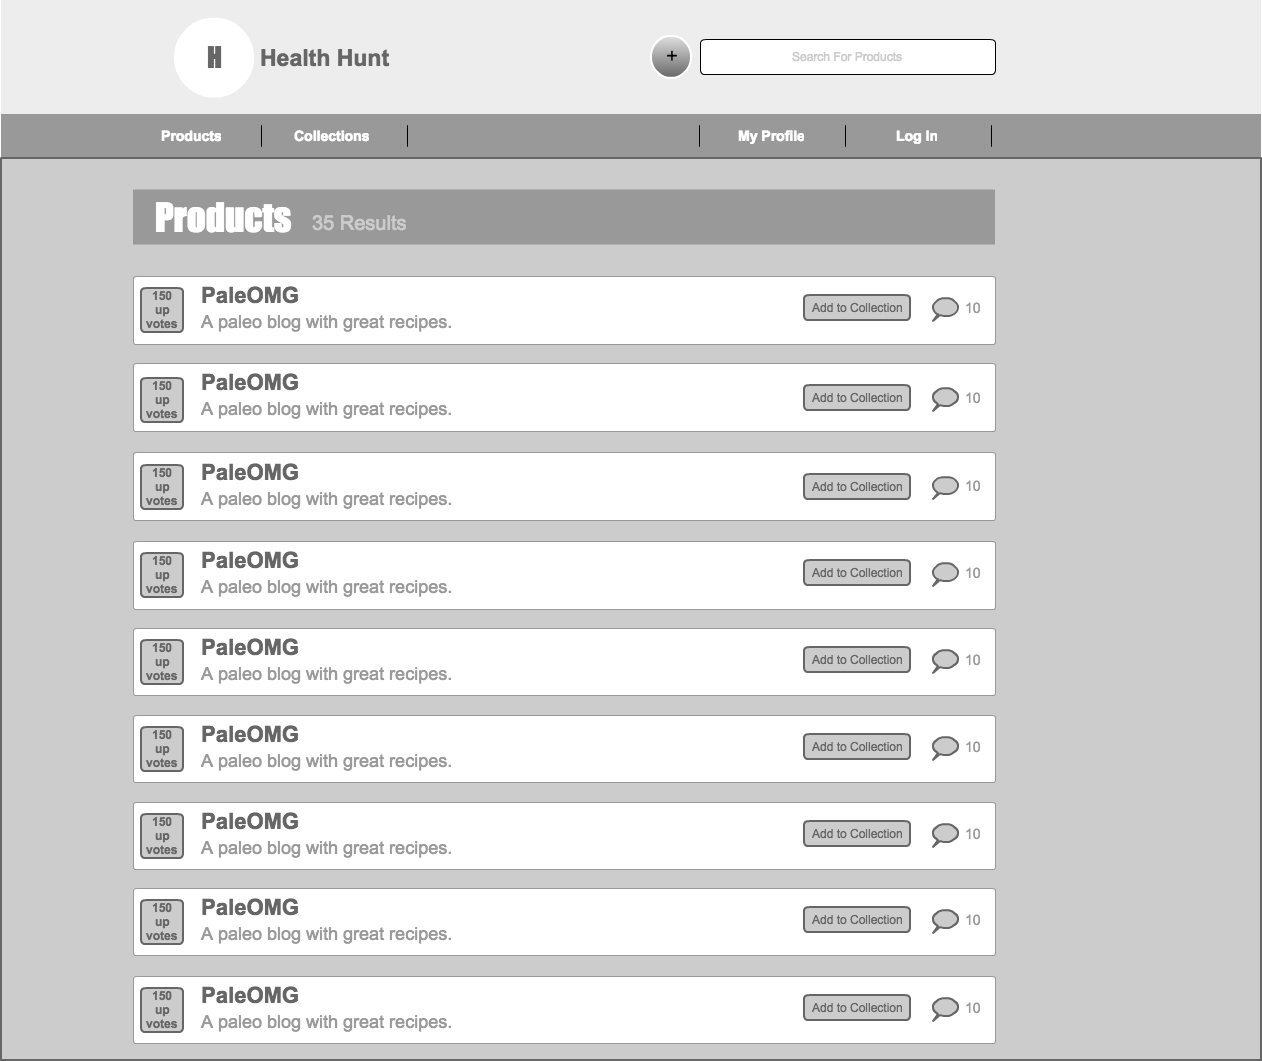 H Health Hunt
+ Search For Products
Products Collections My Profile Log In
Products 35 Results
150
up
votes
PaleOMG
A paleo blog with great recipes.
Add to Collection 10
150
up
votes
PaleOMG
A paleo blog with great recipes.
Add to Collection 10
150
up
votes
PaleOMG
A paleo blog with great recipes.
Add to Collection 10
150
up
votes
PaleOMG
A paleo blog with great recipes.
Add to Collection 10
150
up
votes
PaleOMG
A paleo blog with great recipes.
Add to Collection 10
150
up
votes
PaleOMG
A paleo blog with great recipes.
Add to Collection 10
150
up
votes
PaleOMG
A paleo blog with great recipes.
Add to Collection 10
150
up
votes
PaleOMG
A paleo blog with great recipes.
Add to Collection 10
150
up
votes
PaleOMG
A paleo blog with great recipes.
Add to Collection 10